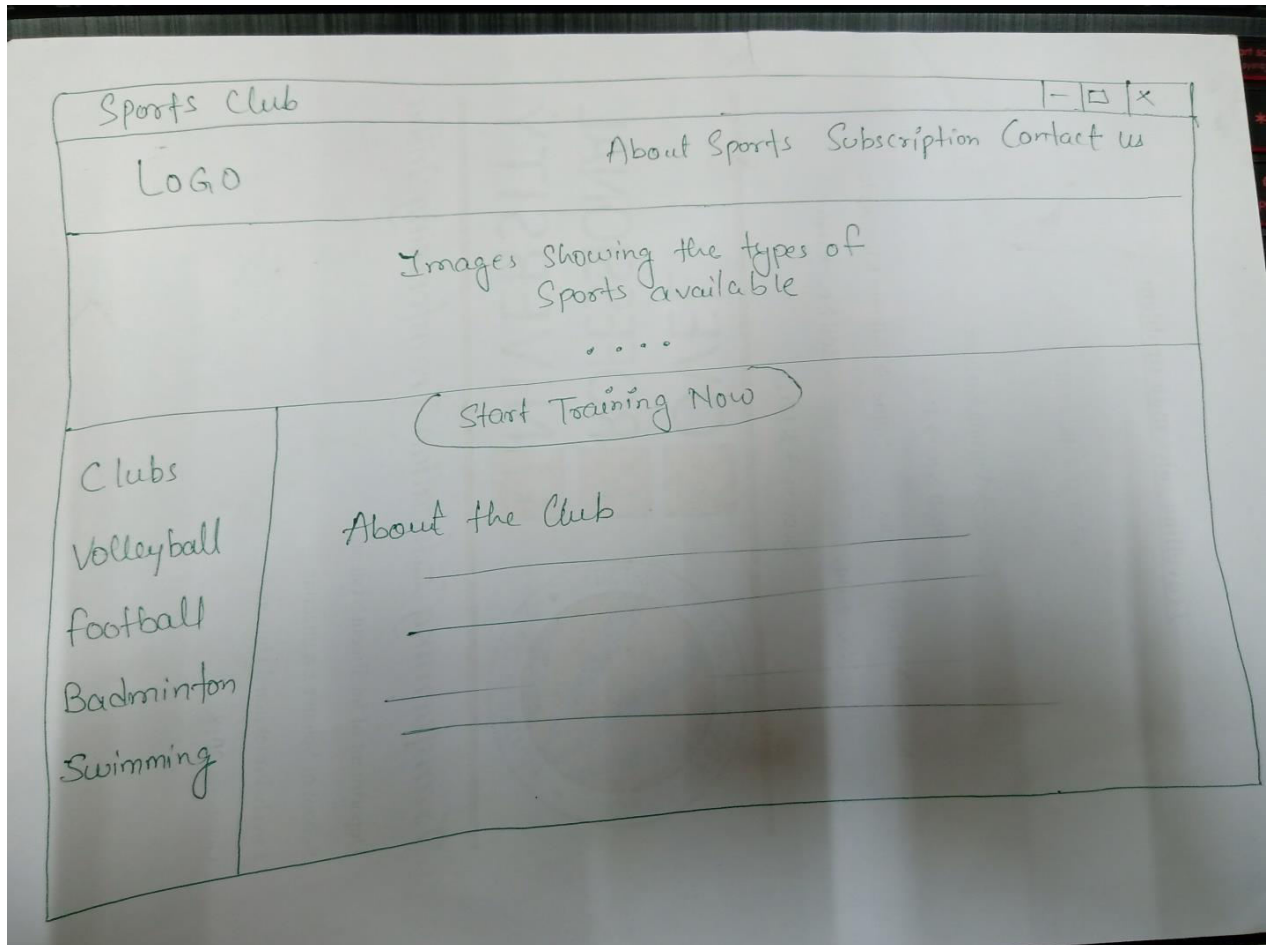 Sports Club
LOGO
About Sports Subscription Contact us
Images showing the types of
Sports available
....
Start Training Now
Clubs
Volleyball
football
Badminton
Swimming
About the Club